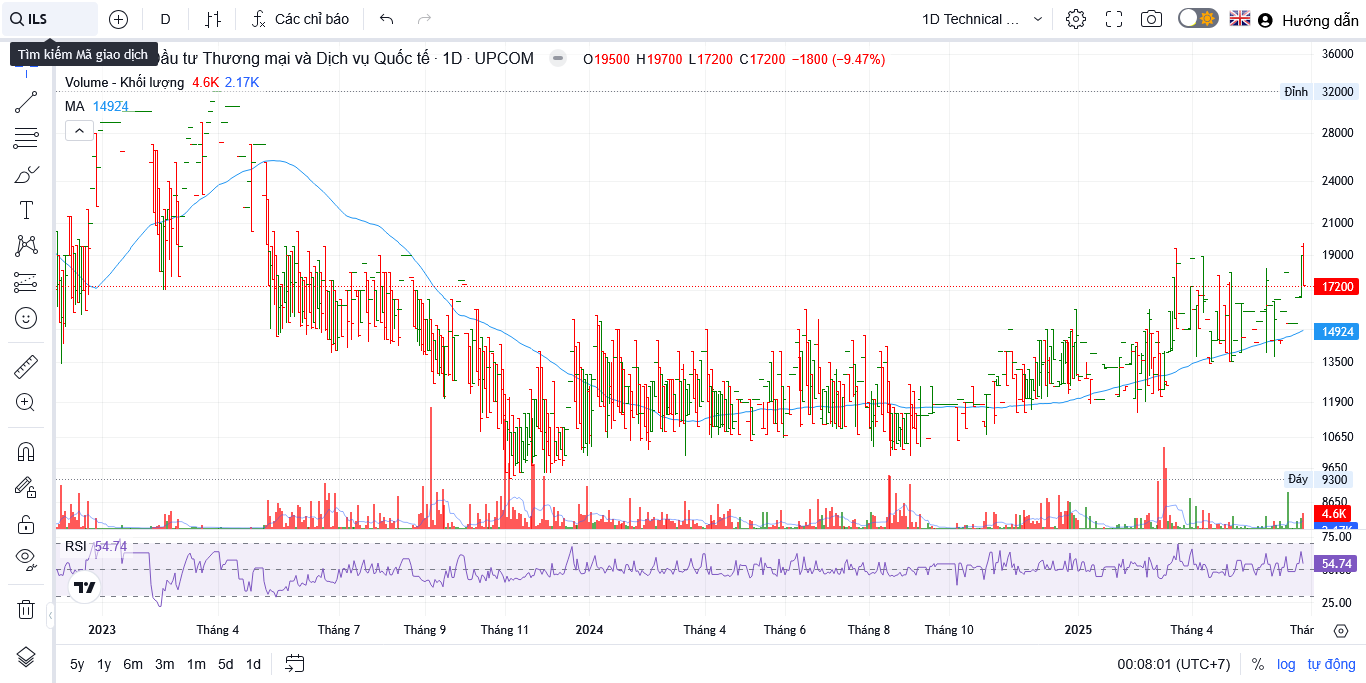 ILS
D
Các chỉ báo
1D Technical ...
Hướng dẫn
Tìm kiếm Mã giao dịch
Đầu tư Thương mại và Dịch vụ Quốc tế · 1D · UPCOM
O19500 H19700 L17200 C17200 −1800 (−9.47%)
Volume - Khối lượng 4.6K 2.17K
MA 14924
36000
Đỉnh 32000
28000
24000
21000
19000
17200
14924
13500
11900
10650
9650
Đáy 9300
8650
4.6K
2.17K
RSI 54.74
75.00
54.74
50.00
25.00
2023 Tháng 4 Tháng 7 Tháng 9 Tháng 11 2024 Tháng 4 Tháng 6 Tháng 8 Tháng 10 2025 Tháng 4 Thár
5y 1y 6m 3m 1m 5d 1d
00:08:01 (UTC+7) % log tự động